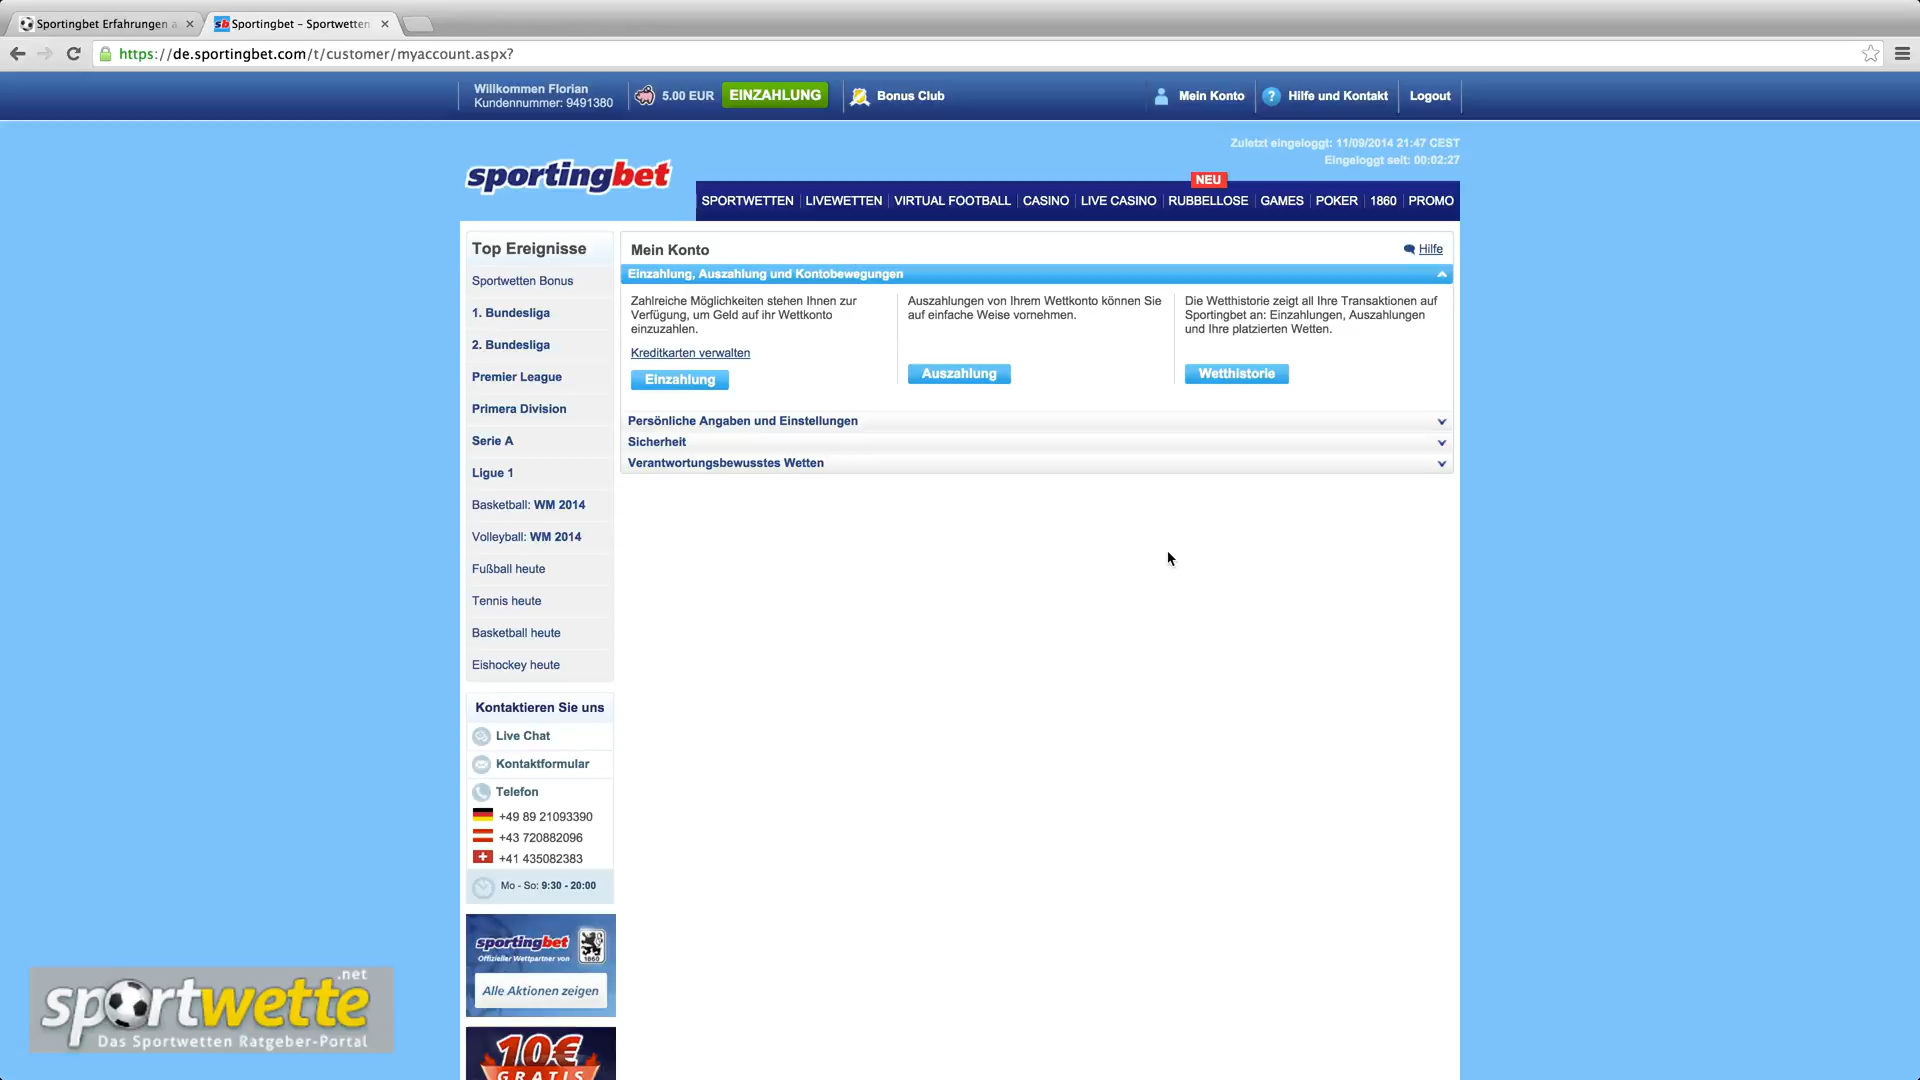 Sportingbet Erfahrungen a
Sportingbet – Sportwetten
https://de.sportingbet.com/t/customer/myaccount.aspx?
Willkommen Florian
Kundennummer: 9491380
5.00 EUR
EINZAHLUNG
Bonus Club
Mein Konto
Hilfe und Kontakt
Logout
Zuletzt eingeloggt: 11/09/2014 21:47 CEST
Eingeloggt seit: 00:02:27
sportingbet
NEU
SPORTWETTEN
LIVEWETTEN
VIRTUAL FOOTBALL
CASINO
LIVE CASINO
RUBBELLOSE
GAMES
POKER
1860
PROMO
Top Ereignisse
Sportwetten Bonus
1. Bundesliga
2. Bundesliga
Premier League
Primera Division
Serie A
Ligue 1
Basketball: WM 2014
Volleyball: WM 2014
Fußball heute
Tennis heute
Basketball heute
Eishockey heute
Mein Konto
Hilfe
Einzahlung, Auszahlung und Kontobewegungen
Zahlreiche Möglichkeiten stehen Ihnen zur
Verfügung, um Geld auf ihr Wettkonto
einzuzahlen.
Kreditkarten verwalten
Einzahlung
Auszahlungen von Ihrem Wettkonto können Sie
auf einfache Weise vornehmen.
Auszahlung
Die Wetthistorie zeigt all Ihre Transaktionen auf
Sportingbet an: Einzahlungen, Auszahlungen
und Ihre platzierten Wetten.
Wetthistorie
Persönliche Angaben und Einstellungen
Sicherheit
Verantwortungsbewusstes Wetten
Kontaktieren Sie uns
Live Chat
Kontaktformular
Telefon
+49 89 21093390
+43 720882096
+41 435082383
Mo - So: 9:30 - 20:00
sportingbet
Offizieller Wettpartner von
1860
Alle Aktionen zeigen
10€
GRATIS
sportwette
.net
Das Sportwetten Ratgeber-Portal